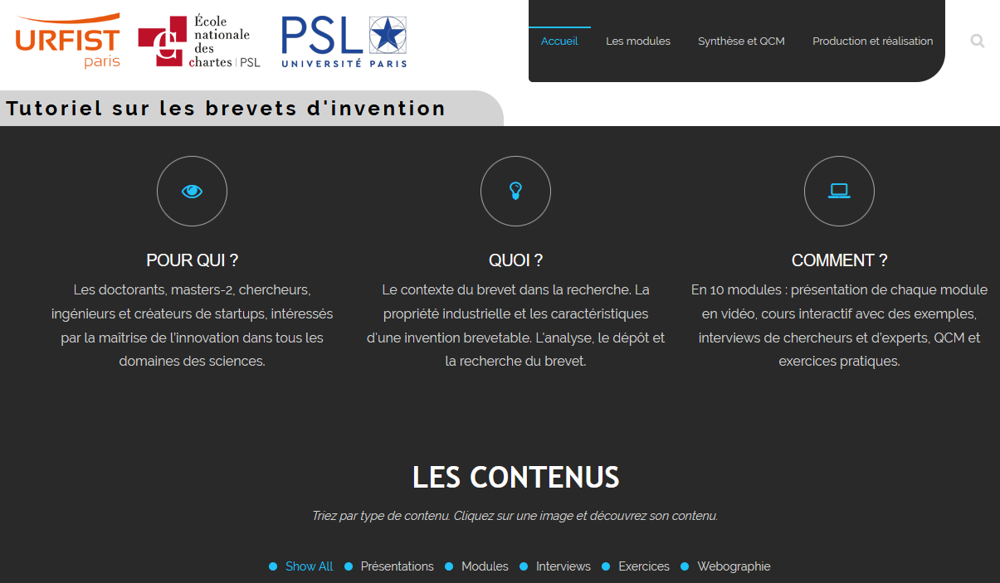 URFIST
paris
École
nationale
des
chartes | PSL
PSL
UNIVERSITÉ PARIS
Accueil
Les modules
Synthèse et QCM
Production et réalisation
Tutoriel sur les brevets d'invention
POUR QUI ?
Les doctorants, masters-2, chercheurs,
ingénieurs et créateurs de startups, intéressés
par la maîtrise de l'innovation dans tous les
domaines des sciences.
QUOI ?
Le contexte du brevet dans la recherche. La
propriété industrielle et les caractéristiques
d'une invention brevetable. L'analyse, le dépôt et
la recherche du brevet.
COMMENT ?
En 10 modules : présentation de chaque module
en vidéo, cours interactif avec des exemples,
interviews de chercheurs et d'experts, QCM et
exercices pratiques.
LES CONTENUS
Triez par type de contenu. Cliquez sur une image et découvrez son contenu.
Show All
Présentations
Modules
Interviews
Exercices
Webographie